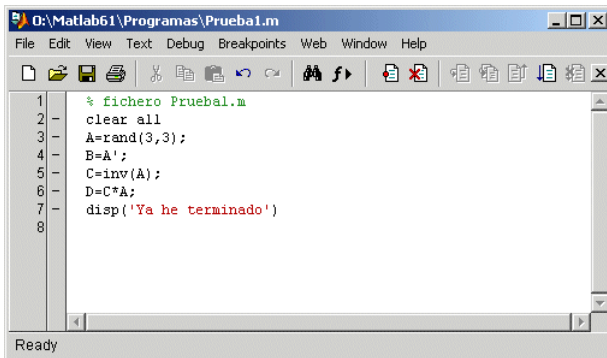 O:\Matlab61\Programas\Prueba1.m
File Edit View Text Debug Breakpoints Web Window Help
1 % fichero Prueba1.m
2 - clear all
3 - A=rand(3,3);
4 - B=A';
5 - C=inv(A);
6 - D=C*A;
7 - disp('Ya he terminado')
8
Ready